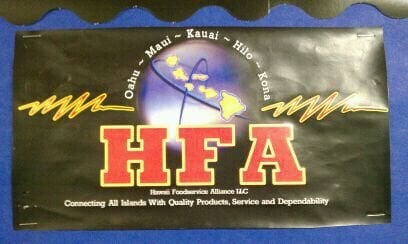 Oahu ~ Maui ~ Kauai ~ Hilo ~ Kona
HFA
Hawaii Foodservice Alliance LLC
Connecting All Islands With Quality Products, Service and Dependability